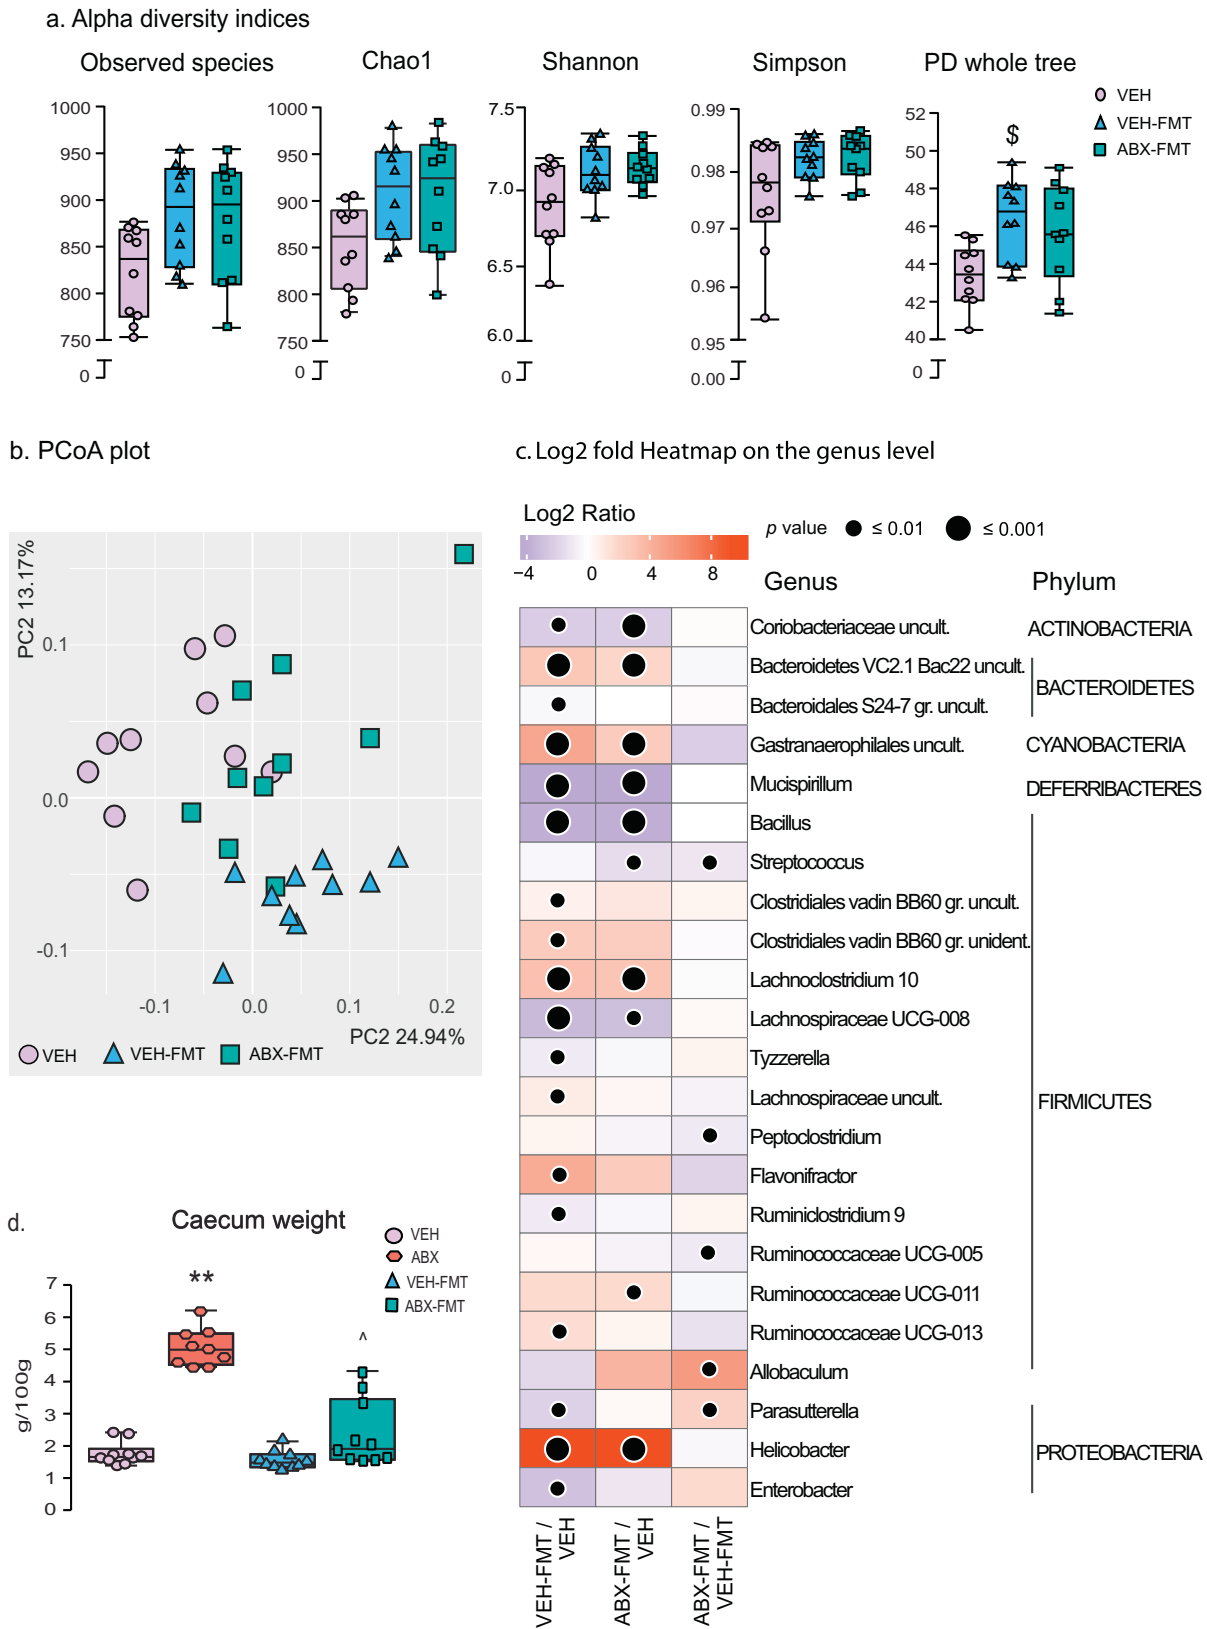 a. Alpha diversity indices
Observed species
Chao1
Shannon
Simpson
PD whole tree
VEH
VEH-FMT
ABX-FMT
1000
950
900
850
800
750
0
1000
950
900
850
800
750
0
7.5
7.0
6.5
6.0
0
0.99
0.98
0.97
0.96
0.95
0.00
52
50
48
46
44
42
40
0
$
b. PCoA plot
PC2 13.17%
0.1
0.0
-0.1
-0.1
0.0
0.1
0.2
PC2 24.94%
VEH
VEH-FMT
ABX-FMT
c. Log2 fold Heatmap on the genus level
Log2 Ratio
−4
0
4
8
p value
≤ 0.01
≤ 0.001
Genus
Phylum
Coriobacteriaceae uncult.
Bacteroidetes VC2.1 Bac22 uncult.
Bacteroidales S24-7 gr. uncult.
Gastranaerophilales uncult.
Mucispirillum
Bacillus
Streptococcus
Clostridiales vadin BB60 gr. uncult.
Clostridiales vadin BB60 gr. unident.
Lachnoclostridium 10
Lachnospiraceae UCG-008
Tyzzerella
Lachnospiraceae uncult.
Peptoclostridium
Flavonifractor
Ruminiclostridium 9
Ruminococcaceae UCG-005
Ruminococcaceae UCG-011
Ruminococcaceae UCG-013
Allobaculum
Parasutterella
Helicobacter
Enterobacter
ACTINOBACTERIA
BACTEROIDETES
CYANOBACTERIA
DEFERRIBACTERES
FIRMICUTES
PROTEOBACTERIA
VEH-FMT /
VEH
ABX-FMT /
VEH
ABX-FMT /
VEH-FMT
d.
Caecum weight
VEH
ABX
VEH-FMT
ABX-FMT
g/100g
7
6
5
4
3
2
1
0
**
^